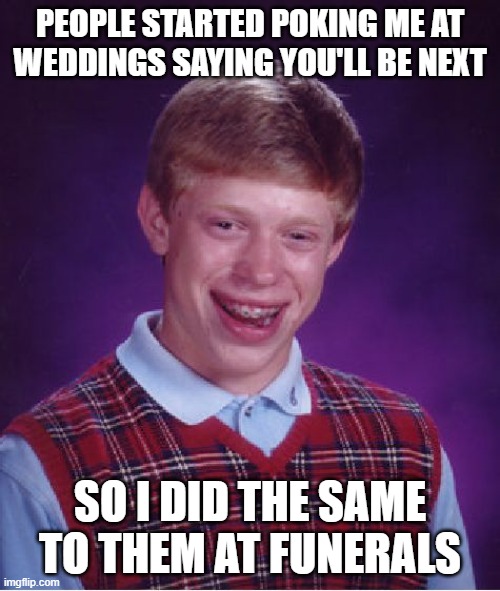 PEOPLE STARTED POKING ME AT
WEDDINGS SAYING YOU'LL BE NEXT
SO I DID THE SAME
TO THEM AT FUNERALS
imgflip.com